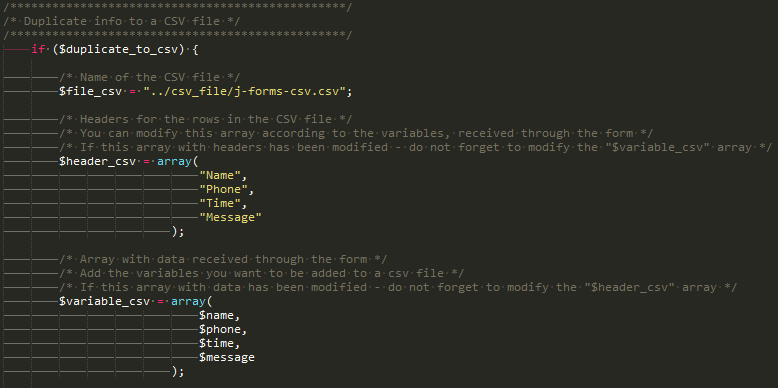 /************************************************/
/* Duplicate info to a CSV file */
/************************************************/
if ($duplicate_to_csv) {
/* Name of the CSV file */
$file_csv = "../csv_file/j-forms-csv.csv";
/* Headers for the rows in the CSV file */
/* You can modify this array according to the variables, received through the form */
/* If this array with headers has been modified - do not forget to modify the "$variable_csv" array */
$header_csv = array(
"Name",
"Phone",
"Time",
"Message"
);
/* Array with data received through the form */
/* Add the variables you want to be added to a csv file */
/* If this array with data has been modified - do not forget to modify the "$header_csv" array */
$variable_csv = array(
$name,
$phone,
$time,
$message
);